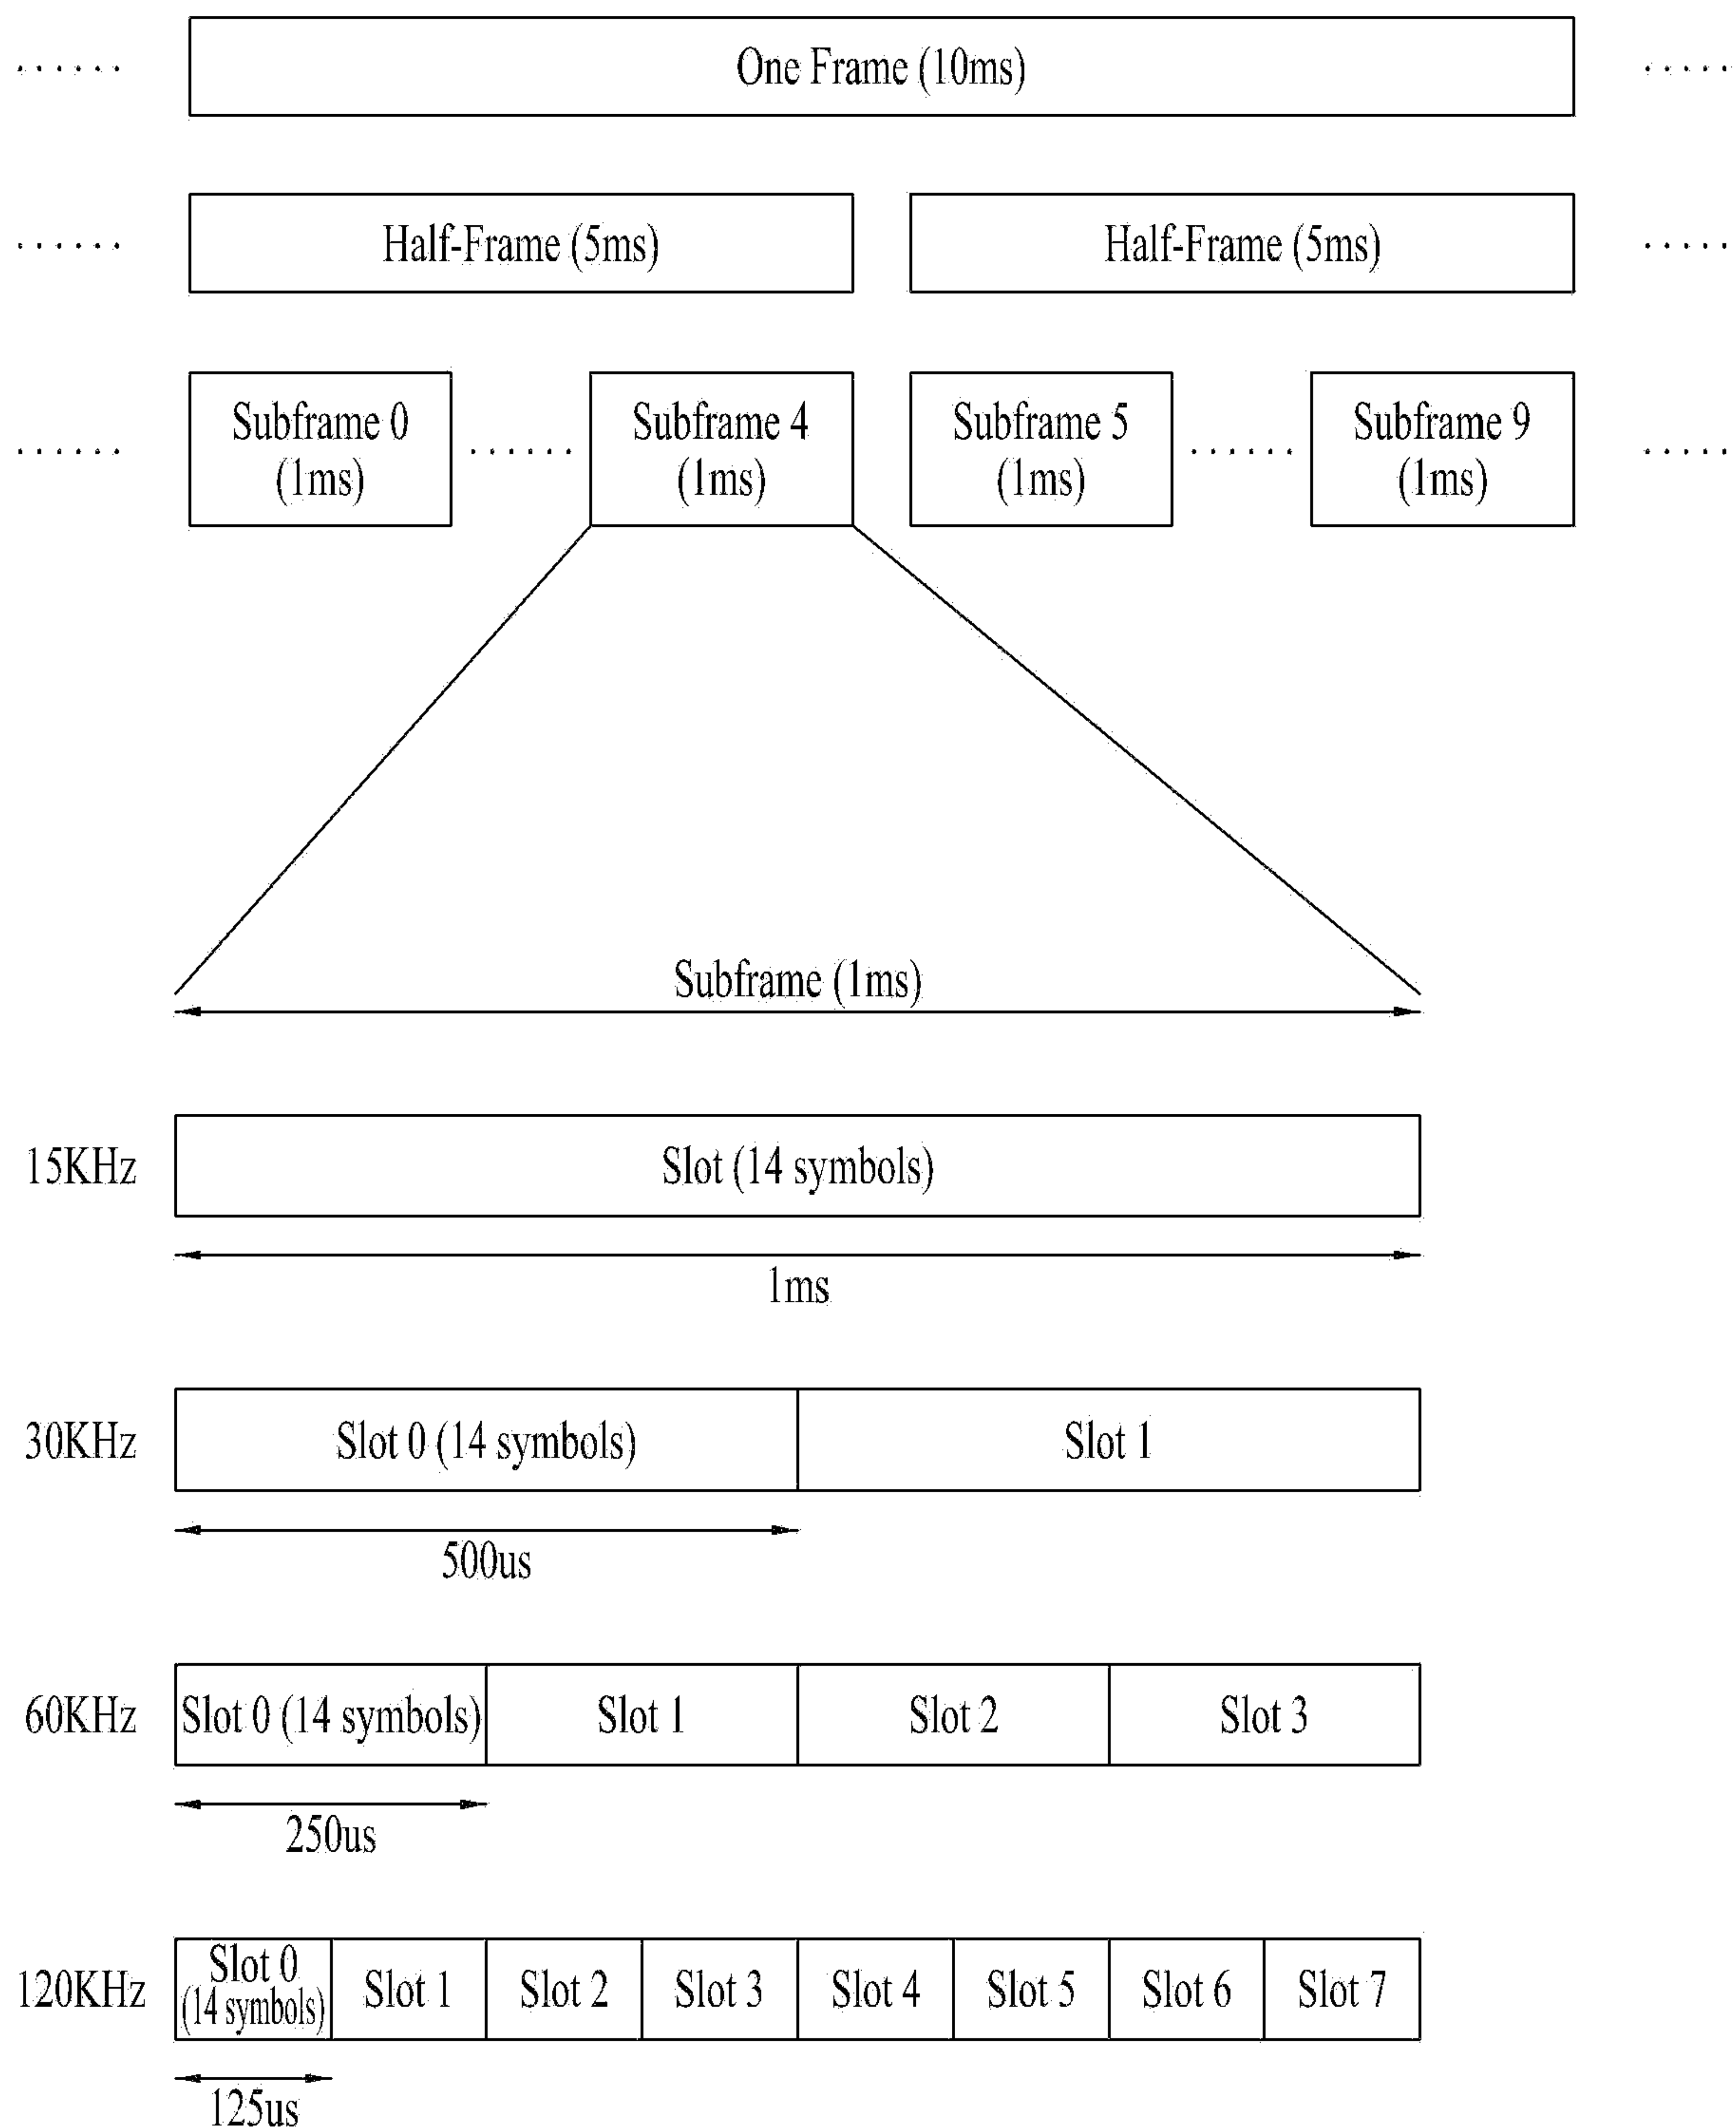 One Frame (10ms)
Half-Frame (5ms)
Half-Frame (5ms)
Subframe 0
(1ms)
Subframe 4
(1ms)
Subframe 5
(1ms)
Subframe 9
(1ms)
Subframe (1ms)
15KHz
Slot (14 symbols)
1ms
30KHz
Slot 0 (14 symbols)
Slot 1
500us
60KHz
Slot 0 (14 symbols)
Slot 1
Slot 2
Slot 3
250us
120KHz
Slot 0
(14 symbols)
Slot 1
Slot 2
Slot 3
Slot 4
Slot 5
Slot 6
Slot 7
125us